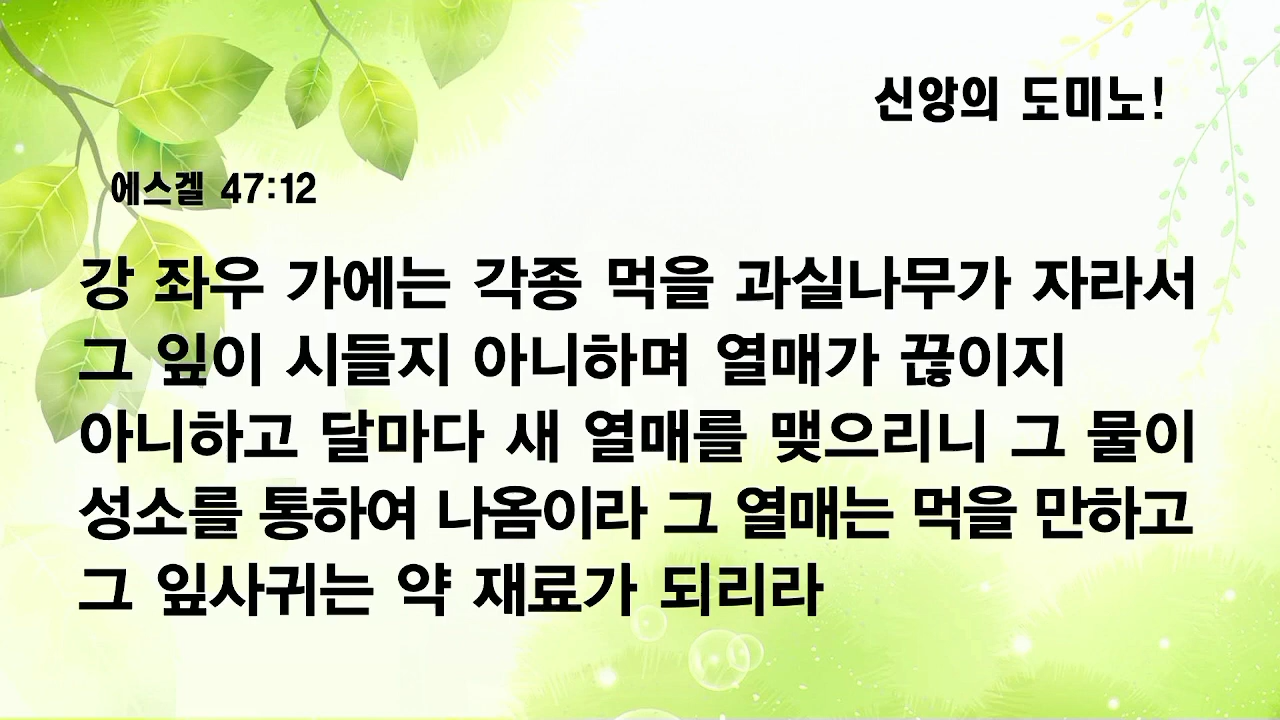 신앙의 도미노!
에스겔 47:12
강 좌우 가에는 각종 먹을 과실나무가 자라서
그 잎이 시들지 아니하며 열매가 끊이지
아니하고 달마다 새 열매를 맺으리니 그 물이
성소를 통하여 나옴이라 그 열매는 먹을 만하고
그 잎사귀는 약 재료가 되리라